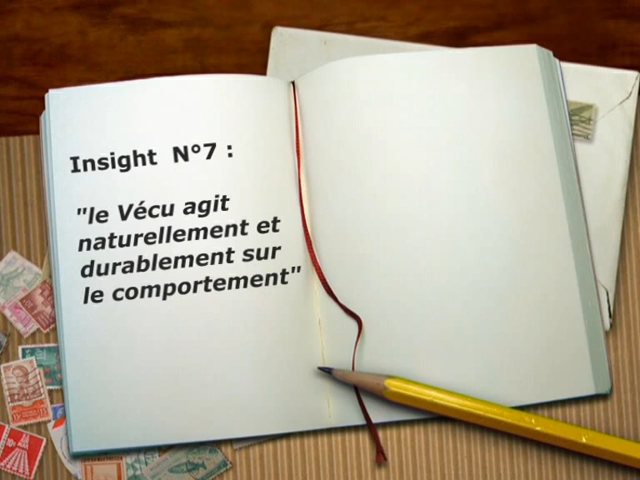 Insight N°7 :
"le Vécu agit
naturellement et
durablement sur
le comportement"